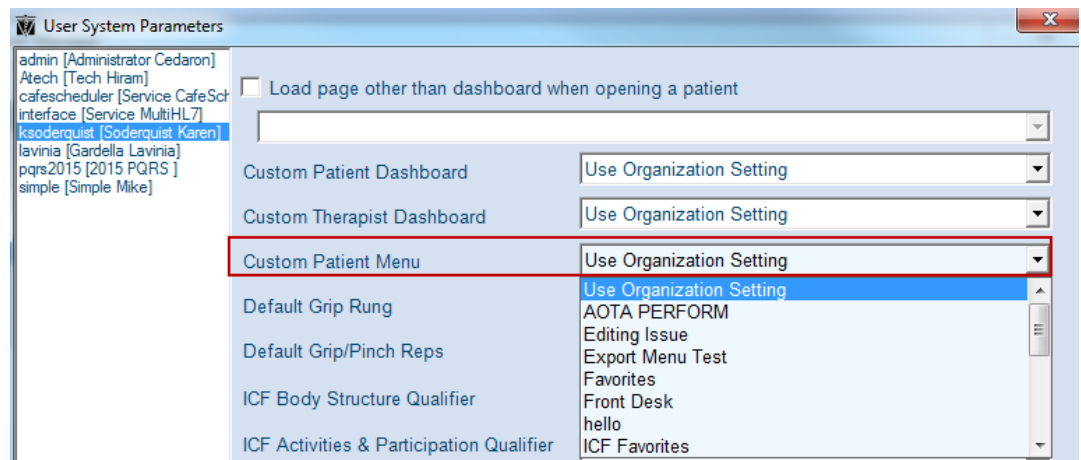 User System Parameters
admin [Administrator Cedaron]
Atech [Tech Hiram]
cafescheduler [Service CafeSch
interface [Service MultiHL7]
ksoderquist [Soderquist Karen]
lavinia [Gardella Lavinia]
pqrs2015 [2015 PQRS ]
simple [Simple Mike]
Load page other than dashboard when opening a patient
Custom Patient Dashboard Use Organization Setting
Custom Therapist Dashboard Use Organization Setting
Custom Patient Menu Use Organization Setting
Use Organization Setting
AOTA PERFORM
Editing Issue
Export Menu Test
Favorites
Front Desk
hello
ICF Favorites
Default Grip Rung
Default Grip/Pinch Reps
ICF Body Structure Qualifier
ICF Activities & Participation Qualifier